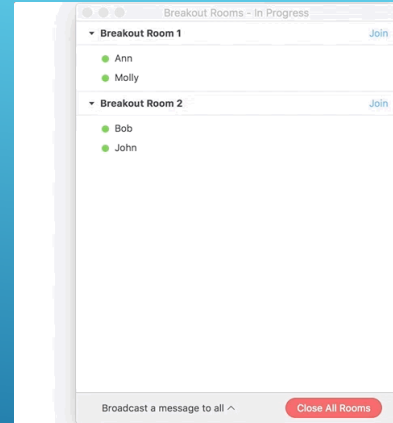 Breakout Rooms - In Progress
Breakout Room 1 Join
Ann
Molly
Breakout Room 2 Join
Bob
John
Broadcast a message to all Close All Rooms